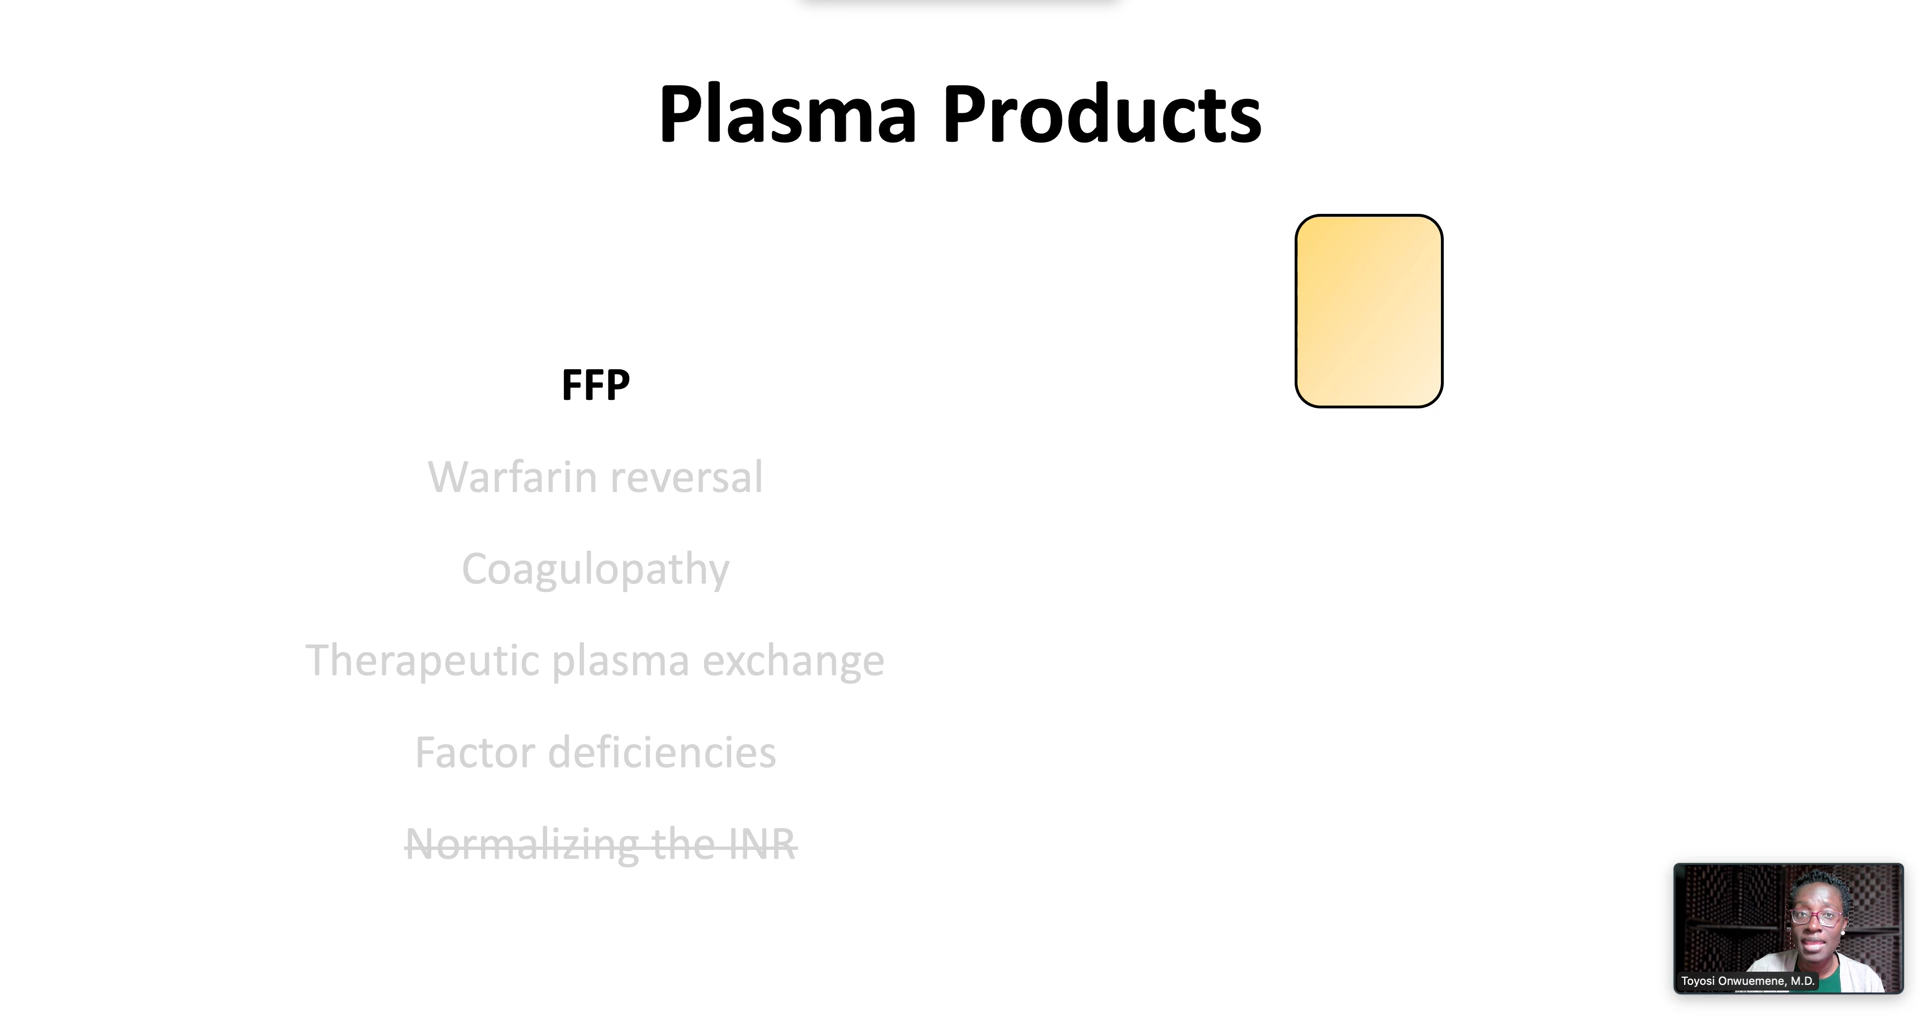 Plasma Products
FFP
Warfarin reversal
Coagulopathy
Therapeutic plasma exchange
Factor deficiencies
Normalizing the INR
Toyosi Onwuemene, M.D.